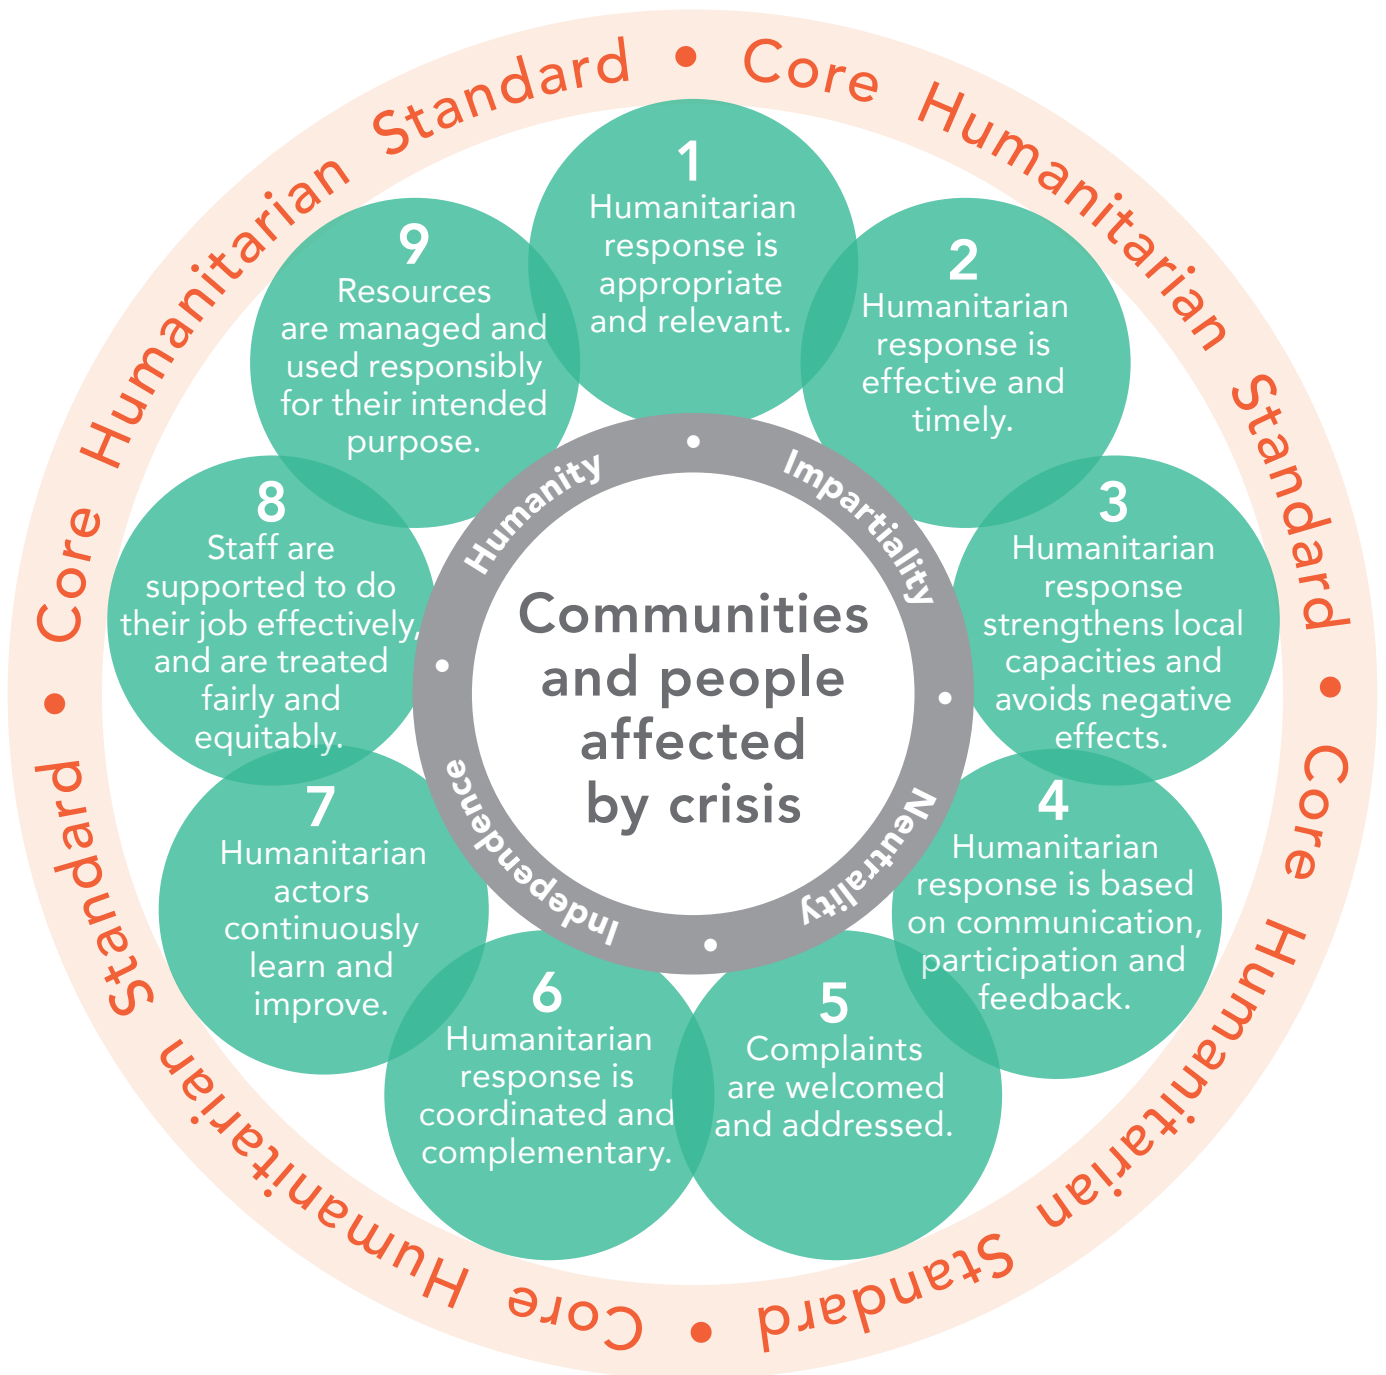 Core Humanitarian Standard • Core Humanitarian Standard • Core Humanitarian Standard • Core Humanitarian Standard •
1
Humanitarian
response is
appropriate
and relevant.
2
Humanitarian
response is
effective and
timely.
3
Humanitarian
response
strengthens local
capacities and
avoids negative
effects.
4
Humanitarian
response is based
on communication,
participation and
feedback.
5
Complaints
are welcomed
and addressed.
6
Humanitarian
response is
coordinated and
complementary.
7
Humanitarian
actors
continuously
learn and
improve.
8
Staff are
supported to do
their job effectively,
and are treated
fairly and
equitably.
9
Resources
are managed and
used responsibly
for their intended
purpose.
Humanity • Impartiality • Neutrality • Independence •
Communities
and people
affected
by crisis